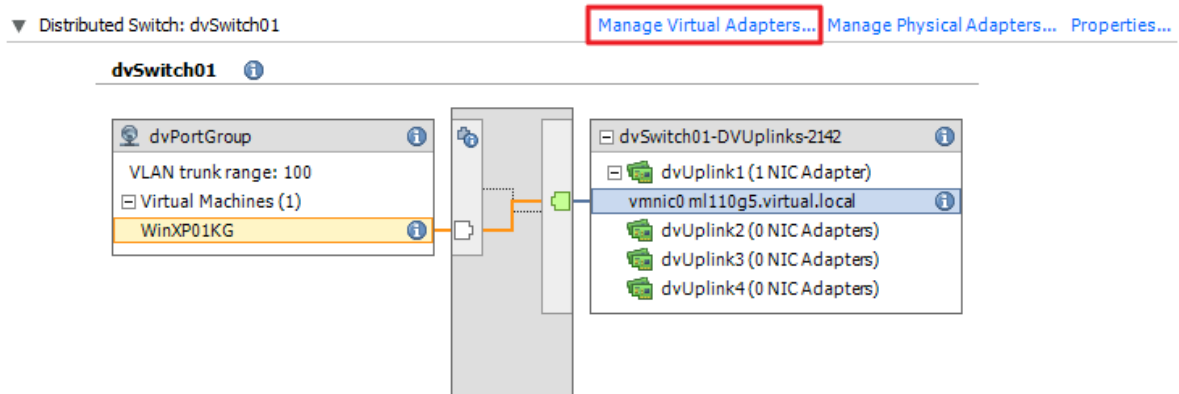 Distributed Switch: dvSwitch01 Manage Virtual Adapters... Manage Physical Adapters... Properties...
dvSwitch01
dvPortGroup
VLAN trunk range: 100
Virtual Machines (1)
WinXP01KG
dvSwitch01-DVUplinks-2142
dvUplink1 (1 NIC Adapter)
vmnic0 ml110g5.virtual.local
dvUplink2 (0 NIC Adapters)
dvUplink3 (0 NIC Adapters)
dvUplink4 (0 NIC Adapters)